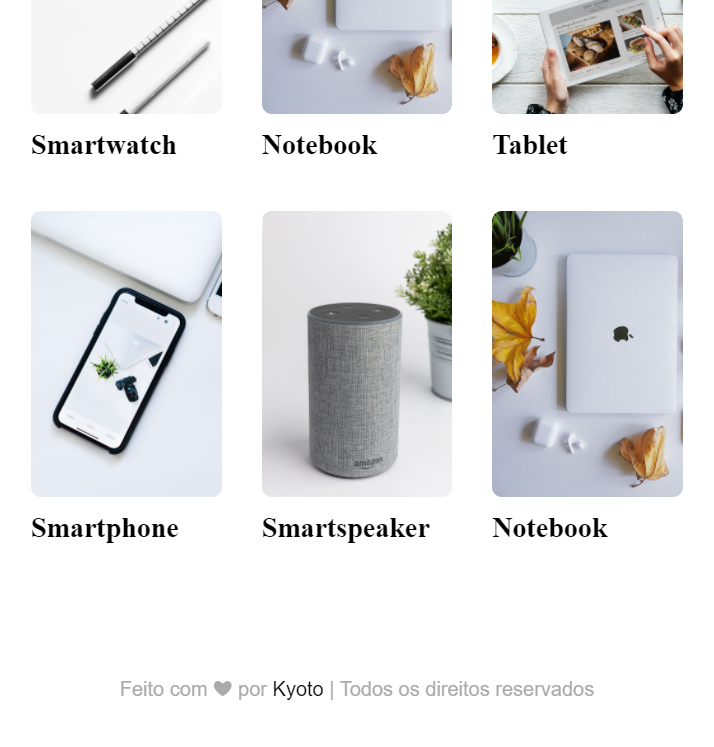 Smartwatch
Notebook
Tablet
amazon
Smartphone
Smartspeaker
Notebook
Feito com ♥ por Kyoto | Todos os direitos reservados